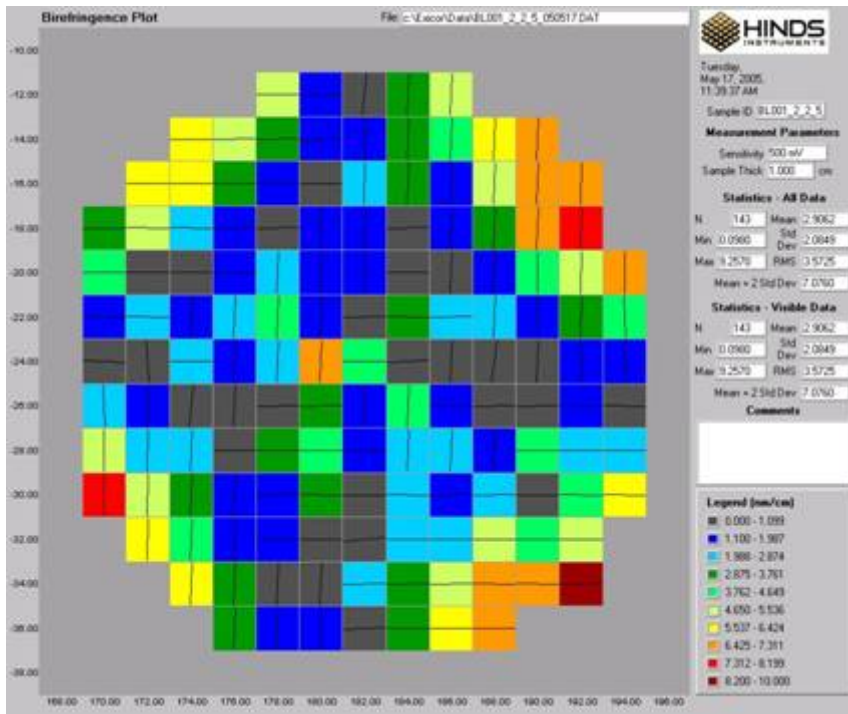 Birefringence Plot
File: c:\Exicor\Data\BL001_2_2_5_050517.DAT
HINDS
INSTRUMENTS
Tuesday,
May 17, 2005,
11:39:37 AM
Sample ID BL001_2_2_5
Measurement Parameters
Sensitivity 500 mV
Sample Thick 1.000 cm
Statistics - All Data
N 143 Mean 2.9062
Min 0.0980 Std Dev 2.0849
Max 9.2570 RMS 3.5725
Mean + 2 Std Dev 7.0760
Statistics - Visible Data
N 143 Mean 2.9062
Min 0.0980 Std Dev 2.0849
Max 9.2570 RMS 3.5725
Mean + 2 Std Dev 7.0760
Comments
Legend (nm/cm)
0.000 - 1.099
1.100 - 1.987
1.988 - 2.874
2.875 - 3.761
3.762 - 4.649
4.650 - 5.536
5.537 - 6.424
6.425 - 7.311
7.312 - 8.199
8.200 - 10.000
-10.00
-12.00
-14.00
-16.00
-18.00
-20.00
-22.00
-24.00
-26.00
-28.00
-30.00
-32.00
-34.00
-36.00
-38.00
168.00 170.00 172.00 174.00 176.00 178.00 180.00 182.00 184.00 186.00 188.00 190.00 192.00 194.00 196.00